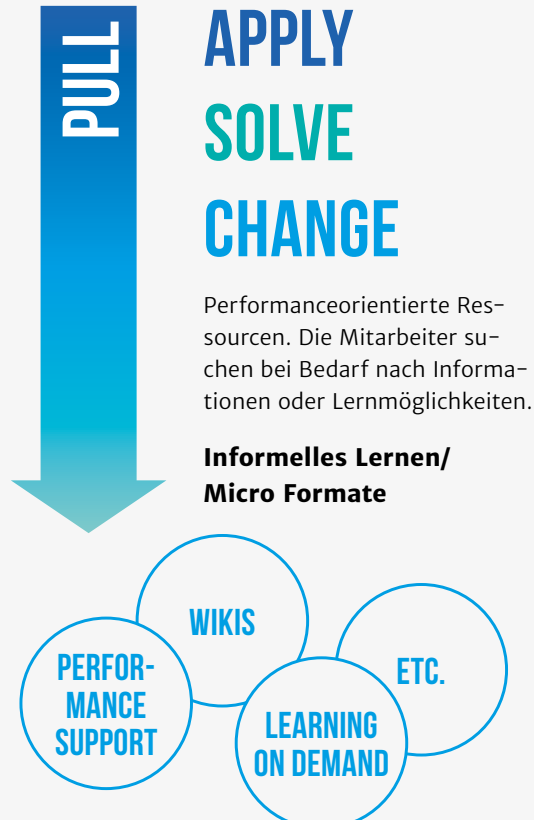 PULL
APPLY
SOLVE
CHANGE
Performanceorientierte Res-
sourcen. Die Mitarbeiter su-
chen bei Bedarf nach Informa-
tionen oder Lernmöglichkeiten.
Informelles Lernen/
Micro Formate
WIKIS
PERFOR-
MANCE
SUPPORT
ETC.
LEARNING
ON DEMAND